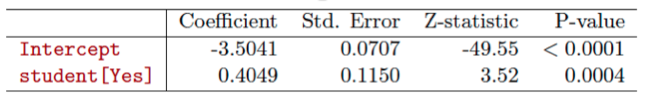 Coefficient Std. Error Z-statistic P-value
Intercept -3.5041 0.0707 -49.55 < 0.0001
student[Yes] 0.4049 0.1150 3.52 0.0004